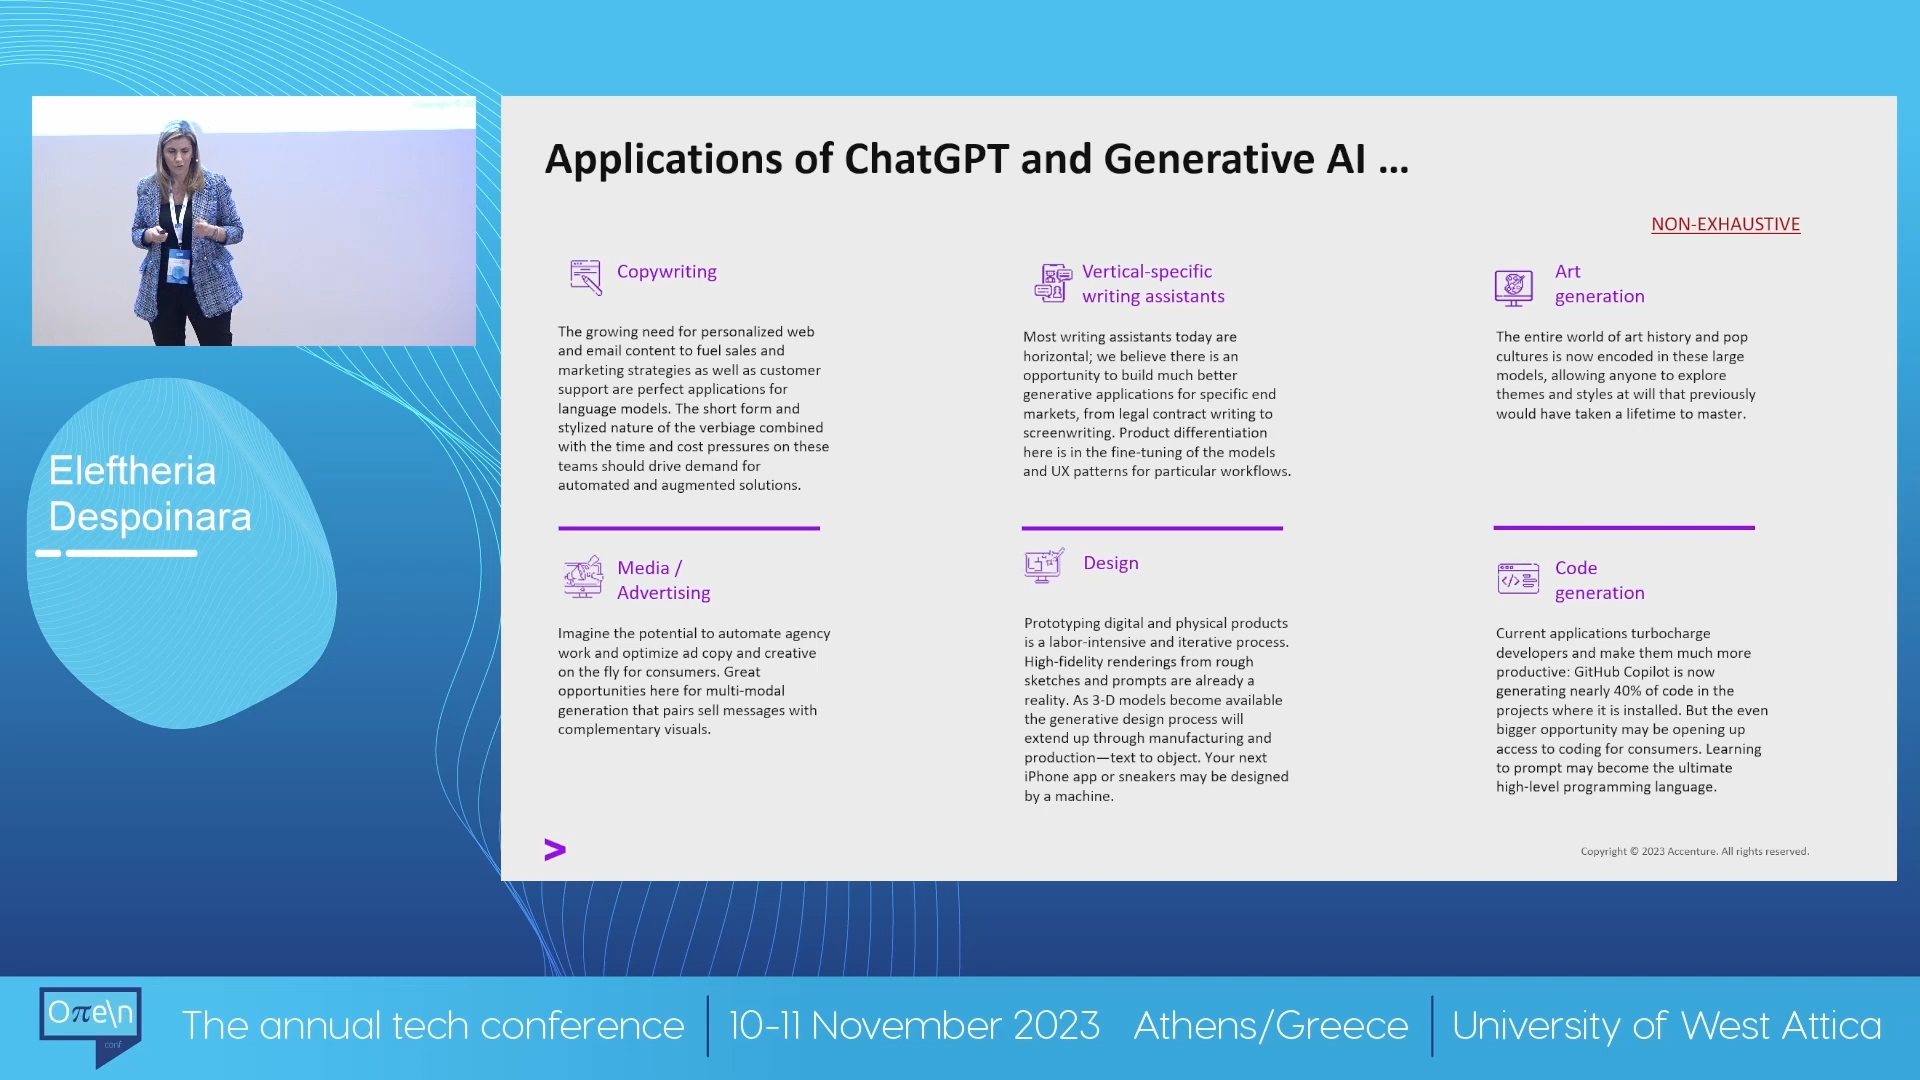 Applications of ChatGPT and Generative AI ...
NON-EXHAUSTIVE
Copywriting
The growing need for personalized web
and email content to fuel sales and
marketing strategies as well as customer
support are perfect applications for
language models. The short form and
stylized nature of the verbiage combined
with the time and cost pressures on these
teams should drive demand for
automated and augmented solutions.
Vertical-specific
writing assistants
Most writing assistants today are
horizontal; we believe there is an
opportunity to build much better
generative applications for specific end
markets, from legal contract writing to
screenwriting. Product differentiation
here is in the fine-tuning of the models
and UX patterns for particular workflows.
Art
generation
The entire world of art history and pop
cultures is now encoded in these large
models, allowing anyone to explore
themes and styles at will that previously
would have taken a lifetime to master.
Media /
Advertising
Imagine the potential to automate agency
work and optimize ad copy and creative
on the fly for consumers. Great
opportunities here for multi-modal
generation that pairs sell messages with
complementary visuals.
Design
Prototyping digital and physical products
is a labor-intensive and iterative process.
High-fidelity renderings from rough
sketches and prompts are already a
reality. As 3-D models become available
the generative design process will
extend up through manufacturing and
production—text to object. Your next
iPhone app or sneakers may be designed
by a machine.
Code
generation
Current applications turbocharge
developers and make them much more
productive: GitHub Copilot is now
generating nearly 40% of code in the
projects where it is installed. But the even
bigger opportunity may be opening up
access to coding for consumers. Learning
to prompt may become the ultimate
high-level programming language.
>
Copyright © 2023 Accenture. All rights reserved.
Eleftheria
Despoinara
Oπe\n
conf
The annual tech conference
10-11 November 2023 Athens/Greece
University of West Attica